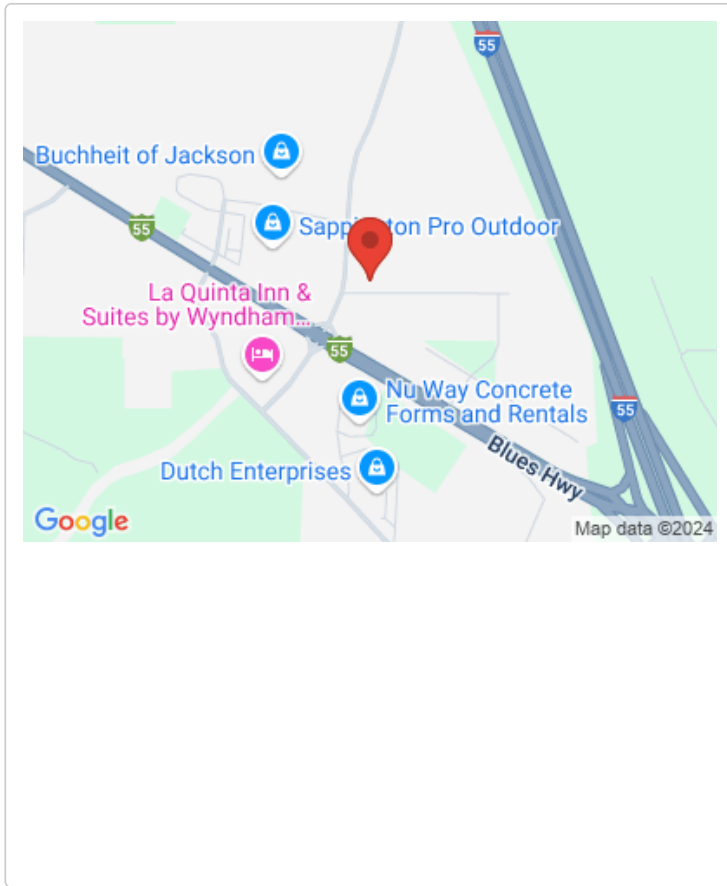 55
Buchheit of Jackson
55
Sappington Pro Outdoor
La Quinta Inn &
Suites by Wyndham...
55
Nu Way Concrete
Forms and Rentals
55
Blues Hwy
Dutch Enterprises
Google
Map data ©2024